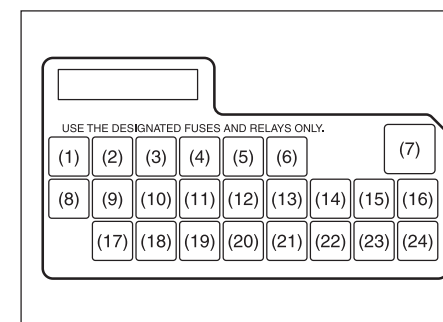 USE THE DESIGNATED FUSES AND RELAYS ONLY.
(1) (2) (3) (4) (5) (6) (7)
(8) (9) (10) (11) (12) (13) (14) (15) (16)
(17) (18) (19) (20) (21) (22) (23) (24)